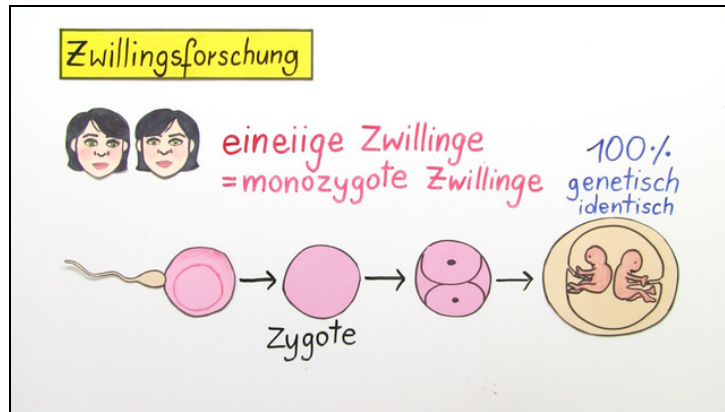 Zwillingsforschung
eineiige Zwillinge
= monozygote Zwillinge
100%
genetisch
identisch
Zygote